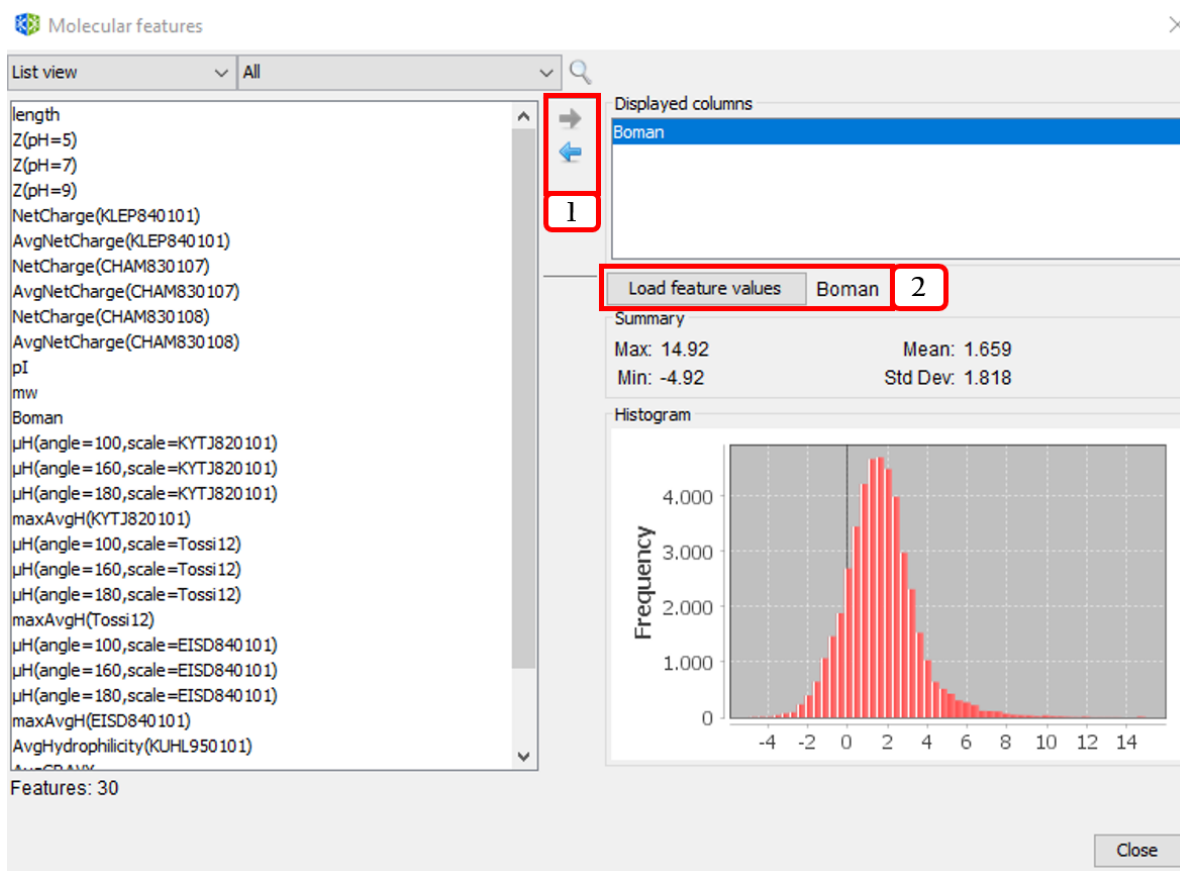 Molecular features
List view
All
length
Z(pH=5)
Z(pH=7)
Z(pH=9)
NetCharge(KLEP840101)
AvgNetCharge(KLEP840101)
NetCharge(CHAM830107)
AvgNetCharge(CHAM830107)
NetCharge(CHAM830108)
AvgNetCharge(CHAM830108)
pI
mw
Boman
µH(angle=100,scale=KYTJ820101)
µH(angle=160,scale=KYTJ820101)
µH(angle=180,scale=KYTJ820101)
maxAvgH(KYTJ820101)
µH(angle=100,scale=Tossi12)
µH(angle=160,scale=Tossi12)
µH(angle=180,scale=Tossi12)
maxAvgH(Tossi12)
µH(angle=100,scale=EISD840101)
µH(angle=160,scale=EISD840101)
µH(angle=180,scale=EISD840101)
maxAvgH(EISD840101)
AvgHydrophilicity(KUHL950101)
Features: 30
1
Displayed columns
Boman
Load feature values Boman 2
Summary
Max: 14.92 Mean: 1.659
Min: -4.92 Std Dev: 1.818
Histogram
Frequency
4.000
3.000
2.000
1.000
0
-4 -2 0 2 4 6 8 10 12 14
Close